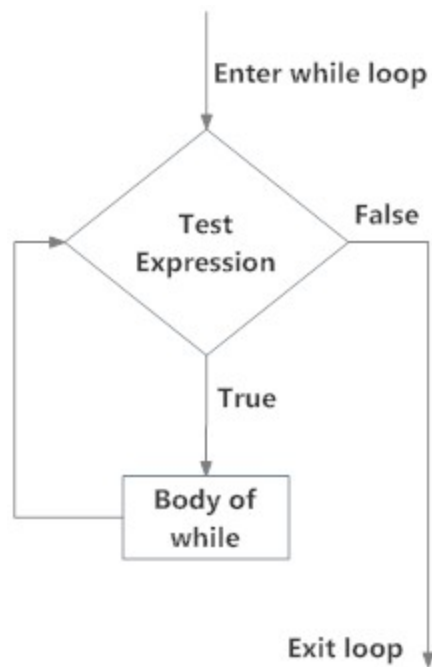 Enter while loop
Test
Expression
False
True
Body of
while
Exit loop